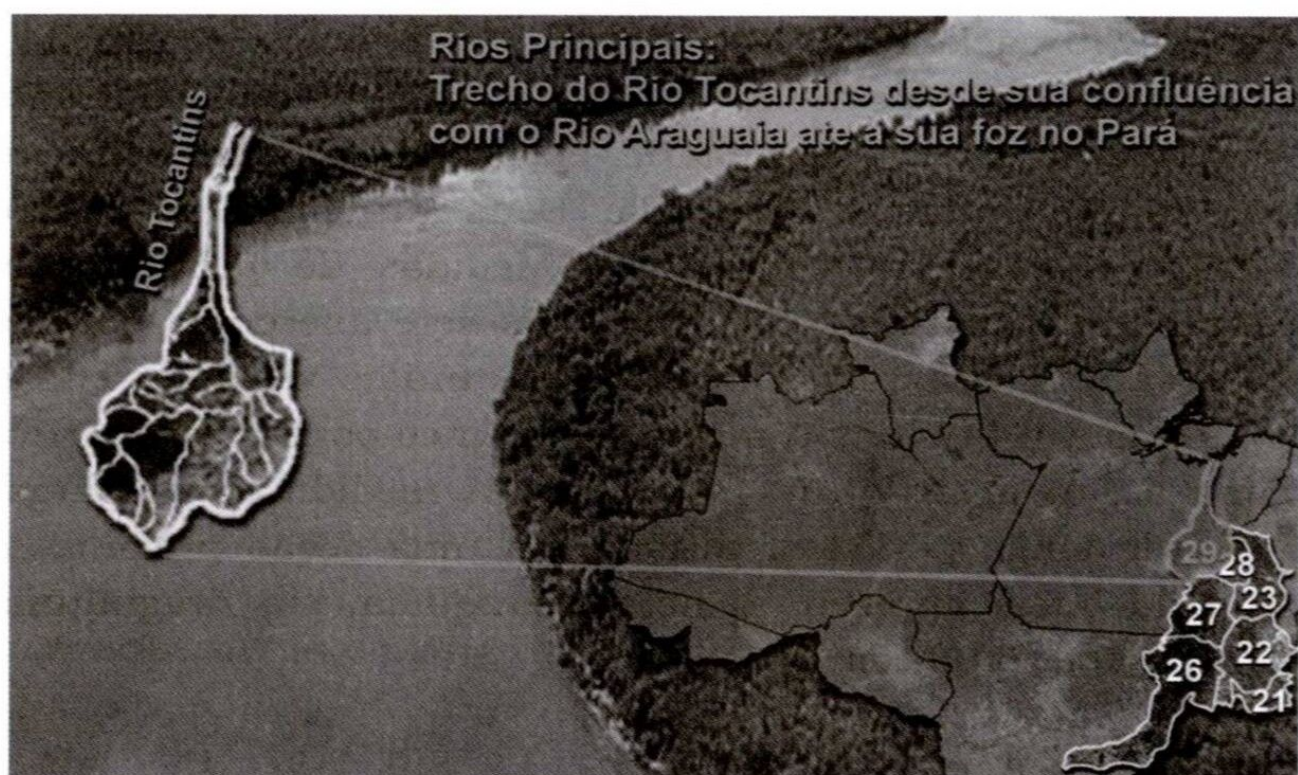 Rios Principais:
Trecho do Rio Tocantins desde sua confluência
com o Rio Araguaia ate a sua foz no Pará
Rio Tocantins
29
28
23
27
22
26
21